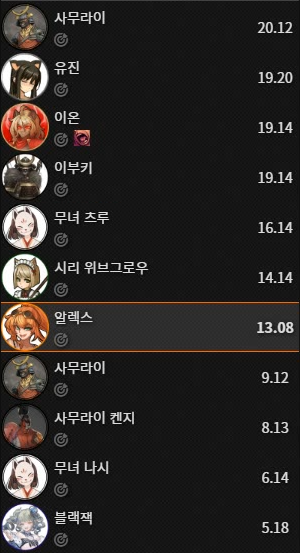 사무라이
20.12
유진
19.20
이온
19.14
이부키
19.14
무녀 츠루
16.14
시리 위브그로우
14.14
알렉스
13.08
사무라이
9.12
사무라이 켄지
8.13
무녀 나시
6.14
블랙잭
5.18